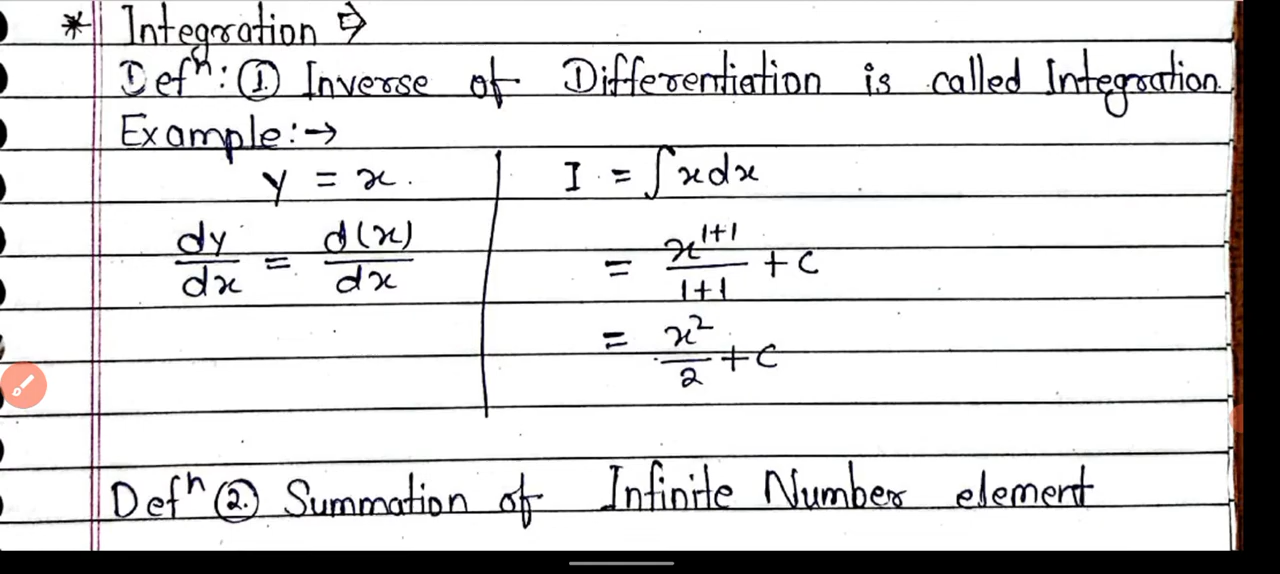 * Integration ⇒
Defⁿ: ① Inverse of Differentiation is called Integration
Example:→
y = x.
dy/dx = d(x)/dx
I = ∫xdx
= x^(1+1)/(1+1) + c
= x²/2 + c
Defⁿ ②. Summation of Infinite Number element